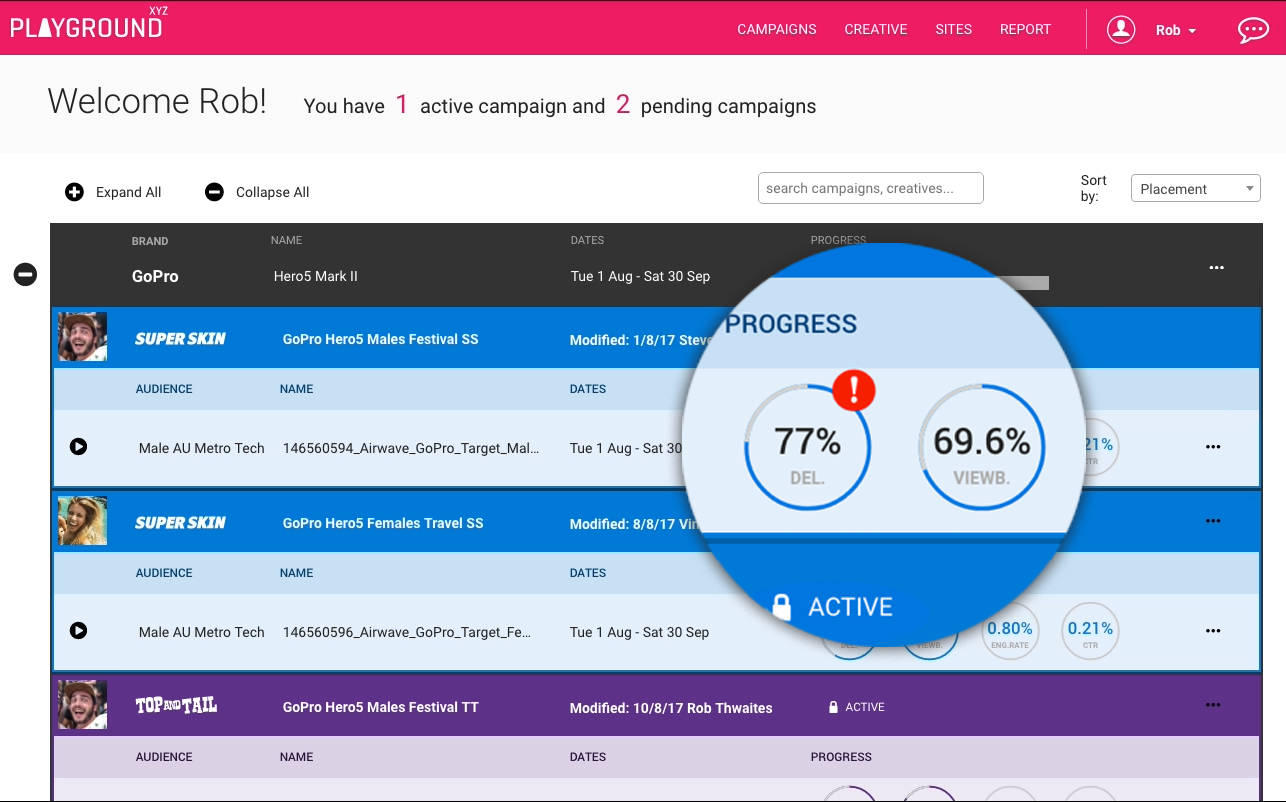 PLAYGROUND XYZ
CAMPAIGNS CREATIVE SITES REPORT Rob
Welcome Rob! You have 1 active campaign and 2 pending campaigns
Expand All Collapse All search campaigns, creatives... Sort by: Placement
BRAND NAME DATES PROGRESS
GoPro Hero5 Mark II Tue 1 Aug - Sat 30 Sep
SUPER SKIN GoPro Hero5 Males Festival SS Modified: 1/8/17 Steve
PROGRESS
AUDIENCE NAME DATES
Male AU Metro Tech 146560594_Airwave_GoPro_Target_Mal... Tue 1 Aug - Sat 30
77% DEL. ! 69.6% VIEWB. 21% CTR
SUPER SKIN GoPro Hero5 Females Travel SS Modified: 8/8/17
AUDIENCE NAME DATES
ACTIVE
Male AU Metro Tech 146560596_Airwave_GoPro_Target_Fe... Tue 1 Aug - Sat 30 Sep DEL. VIEWB. 0.80% ENG.RATE 0.21% CTR
TOP AND TAIL GoPro Hero5 Males Festival TT Modified: 10/8/17 Rob Thwaites ACTIVE
AUDIENCE NAME DATES PROGRESS